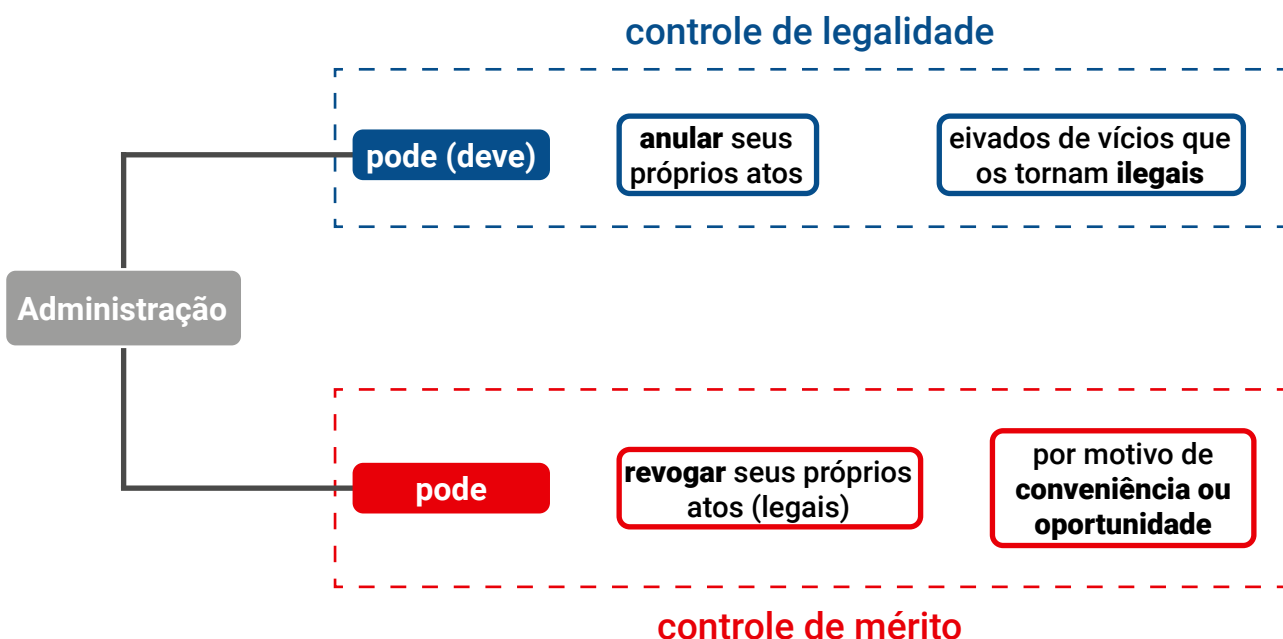 controle de legalidade
pode (deve)
anular seus
próprios atos
eivados de vícios que
os tornam ilegais
Administração
pode
revogar seus próprios
atos (legais)
por motivo de
conveniência ou
oportunidade
controle de mérito